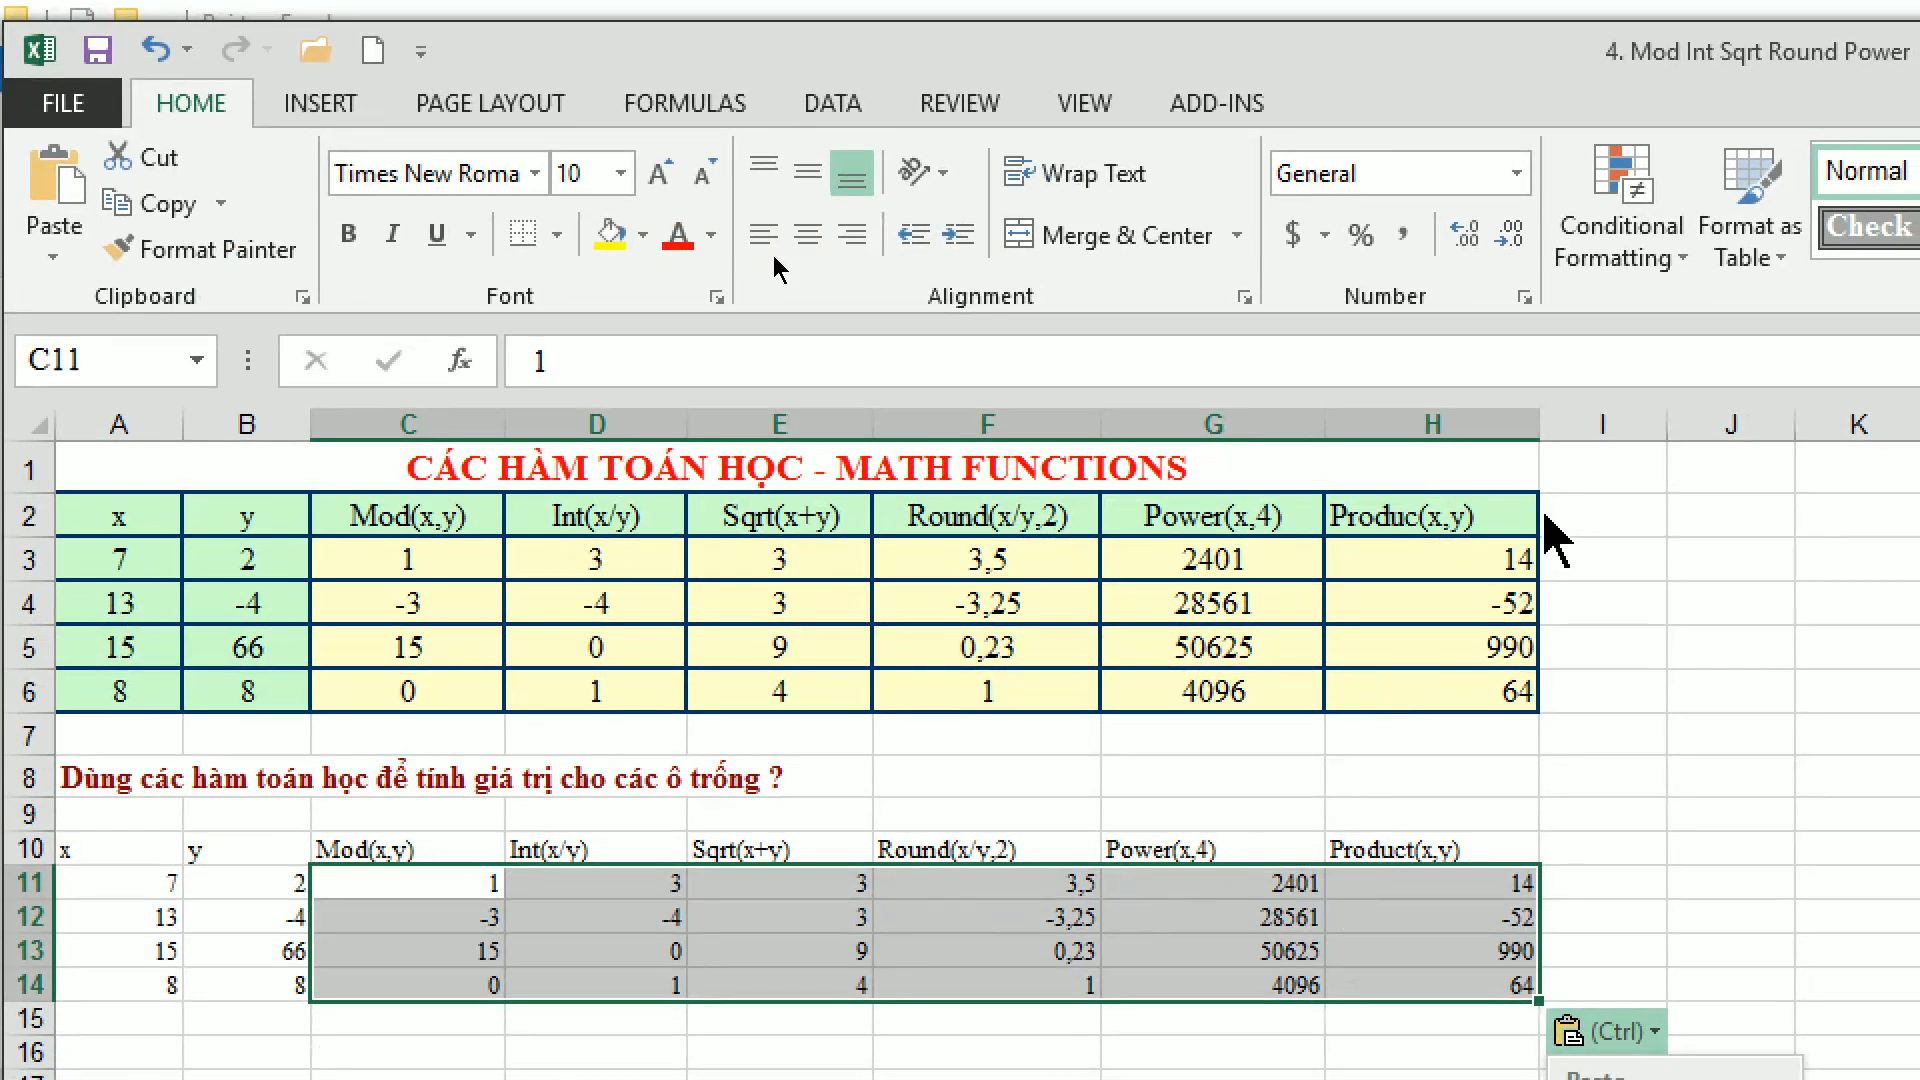 4. Mod Int Sqrt Round Power
FILE HOME INSERT PAGE LAYOUT FORMULAS DATA REVIEW VIEW ADD-INS
Paste
Cut
Copy
Format Painter
Clipboard
Times New Roma 10
B I U A
Font
Wrap Text
Merge & Center
Alignment
General
$ %
Number
Conditional Formatting
Format as Table
Normal
Check
C11 fx 1
A B C D E F G H I J K
1 CÁC HÀM TOÁN HỌC - MATH FUNCTIONS
2 x y Mod(x,y) Int(x/y) Sqrt(x+y) Round(x/y,2) Power(x,4) Produc(x,y)
3 7 2 1 3 3 3,5 2401 14
4 13 -4 -3 -4 3 -3,25 28561 -52
5 15 66 15 0 9 0,23 50625 990
6 8 8 0 1 4 1 4096 64
7
8 Dùng các hàm toán học để tính giá trị cho các ô trống ?
9
10 x y Mod(x,y) Int(x/y) Sqrt(x+y) Round(x/y,2) Power(x,4) Product(x,y)
11 7 2 1 3 3 3,5 2401 14
12 13 -4 -3 -4 3 -3,25 28561 -52
13 15 66 15 0 9 0,23 50625 990
14 8 8 0 1 4 1 4096 64
15
(Ctrl)
16